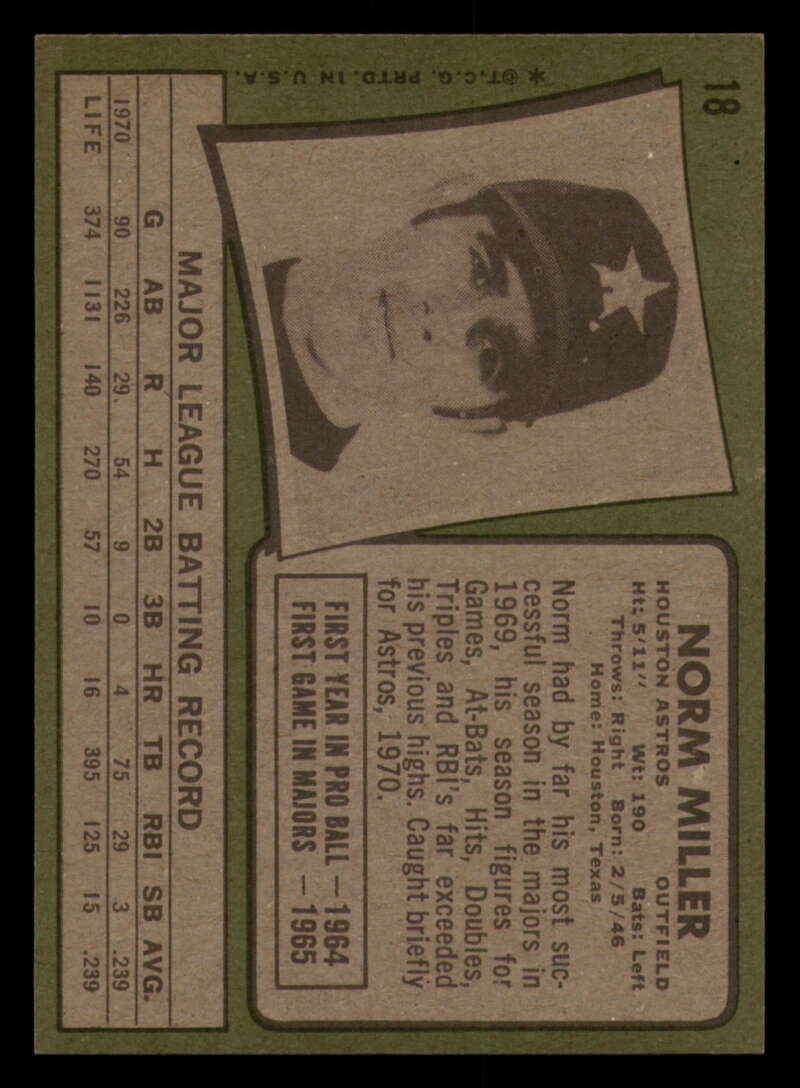 18
NORM MILLER
HOUSTON ASTROS OUTFIELD
Ht: 5'11" Wt: 190 Bats: Left
Throws: Right Born: 2/5/46
Home: Houston, Texas
Norm had by far his most suc-
cessful season in the majors in
1969, his season figures for
Games, At-Bats, Hits, Doubles,
Triples and RBI's far exceeded
his previous highs. Caught briefly
for Astros, 1970.
FIRST YEAR IN PRO BALL — 1964
FIRST GAME IN MAJORS — 1965
MAJOR LEAGUE BATTING RECORD
G AB R H 2B 3B HR TB RBI SB AVG.
1970 90 226 29 54 9 0 4 75 29 3 .239
LIFE 374 1131 140 270 57 10 16 395 125 15 .239
* ©T.C.G. PRTD. IN U.S.A.